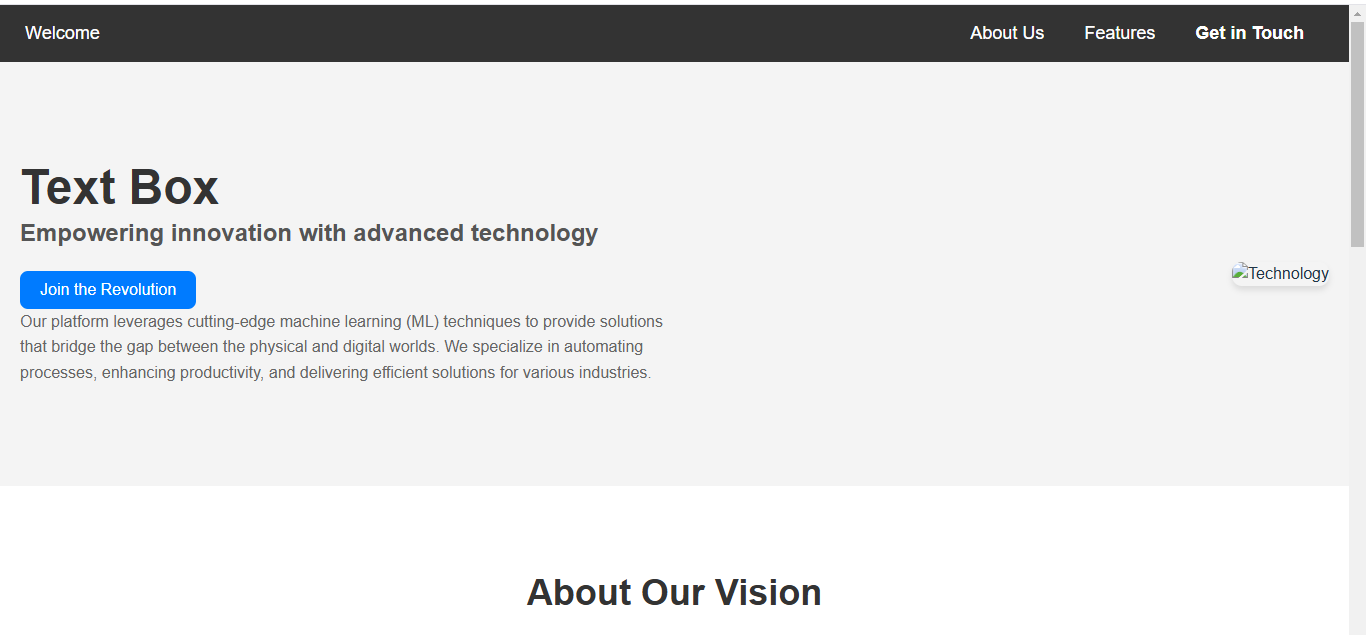 Welcome
About Us
Features
Get in Touch
Text Box
Empowering innovation with advanced technology
Join the Revolution
Technology
Our platform leverages cutting-edge machine learning (ML) techniques to provide solutions
that bridge the gap between the physical and digital worlds. We specialize in automating
processes, enhancing productivity, and delivering efficient solutions for various industries.
About Our Vision